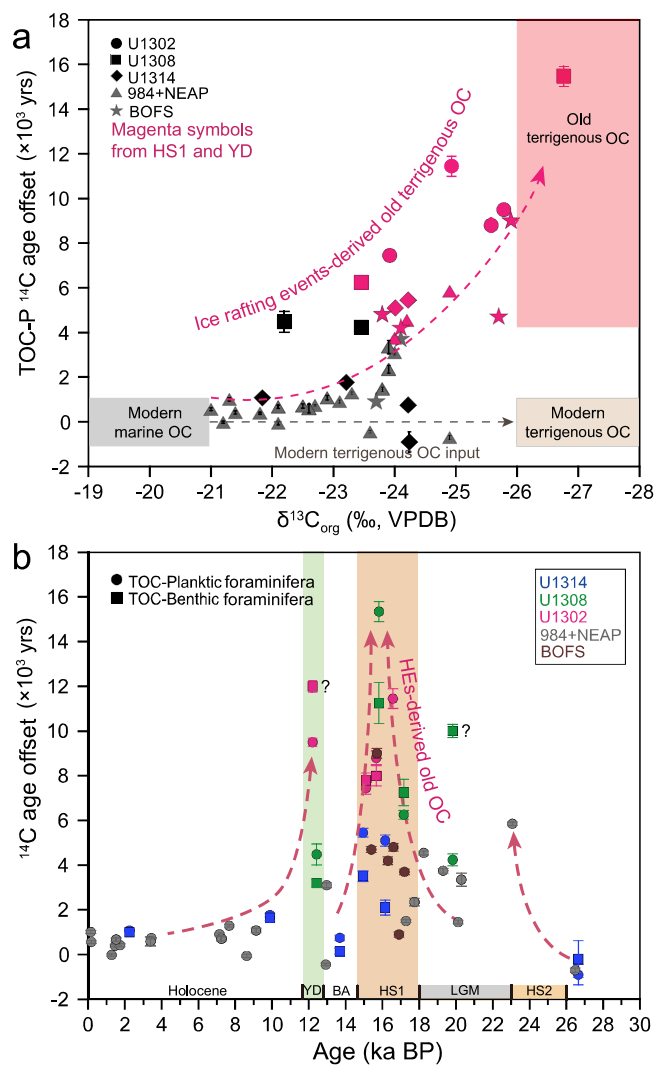 a
TOC-P ¹⁴C age offset (×10³ yrs)
18
16
14
12
10
8
6
4
2
0
-2
U1302
U1308
U1314
984+NEAP
BOFS
Magenta symbols
from HS1 and YD
Ice rafting events-derived old terrigenous OC
Old
terrigenous OC
Modern
marine OC
Modern terrigenous OC input
Modern
terrigenous OC
-19 -20 -21 -22 -23 -24 -25 -26 -27 -28
δ¹³Corg (‰, VPDB)
b
¹⁴C age offset (×10³ yrs)
18
16
14
12
10
8
6
4
2
0
-2
TOC-Planktic foraminifera
TOC-Benthic foraminifera
U1314
U1308
U1302
984+NEAP
BOFS
?
?
HEs-derived old OC
Holocene YD BA HS1 LGM HS2
0 2 4 6 8 10 12 14 16 18 20 22 24 26 28 30
Age (ka BP)